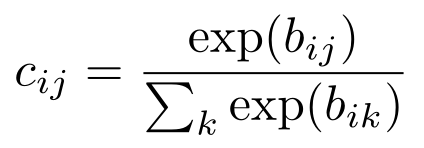 c_{ij} = \frac{\exp(b_{ij})}{\sum_k \exp(b_{ik})}